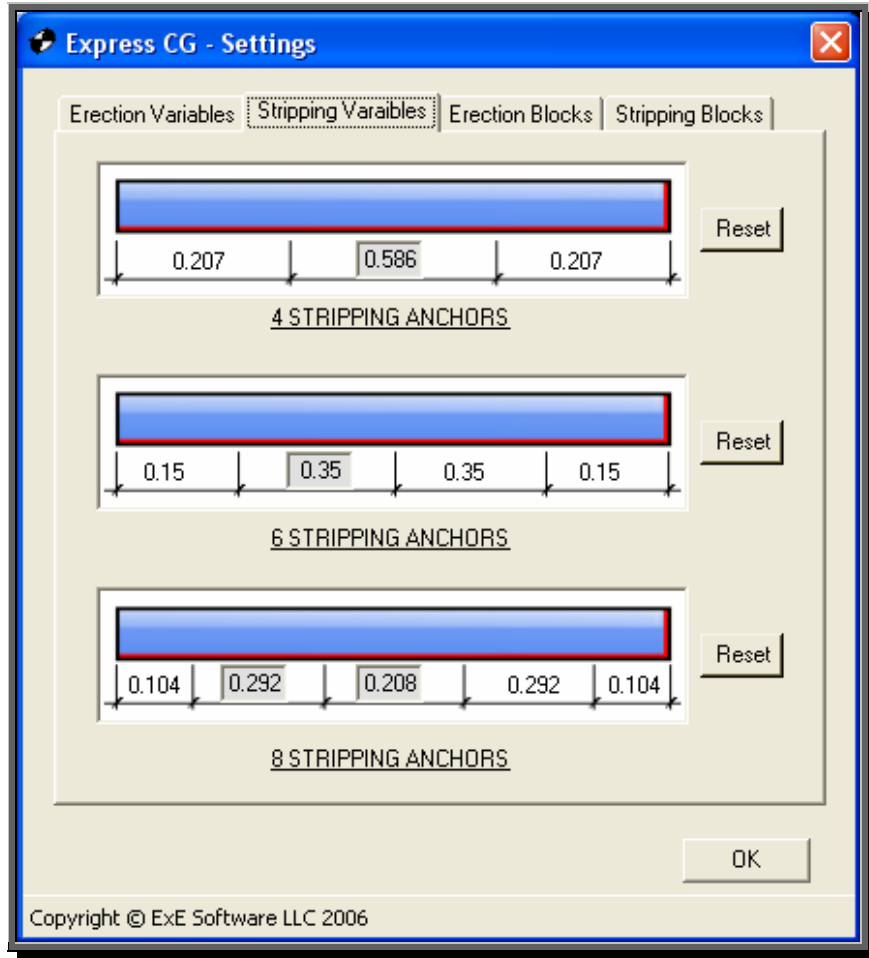 Express CG - Settings
Erection Variables Stripping Varaibles Erection Blocks Stripping Blocks
0.207 0.586 0.207
Reset
4 STRIPPING ANCHORS
0.15 0.35 0.35 0.15
Reset
6 STRIPPING ANCHORS
0.104 0.292 0.208 0.292 0.104
Reset
8 STRIPPING ANCHORS
OK
Copyright © ExE Software LLC 2006